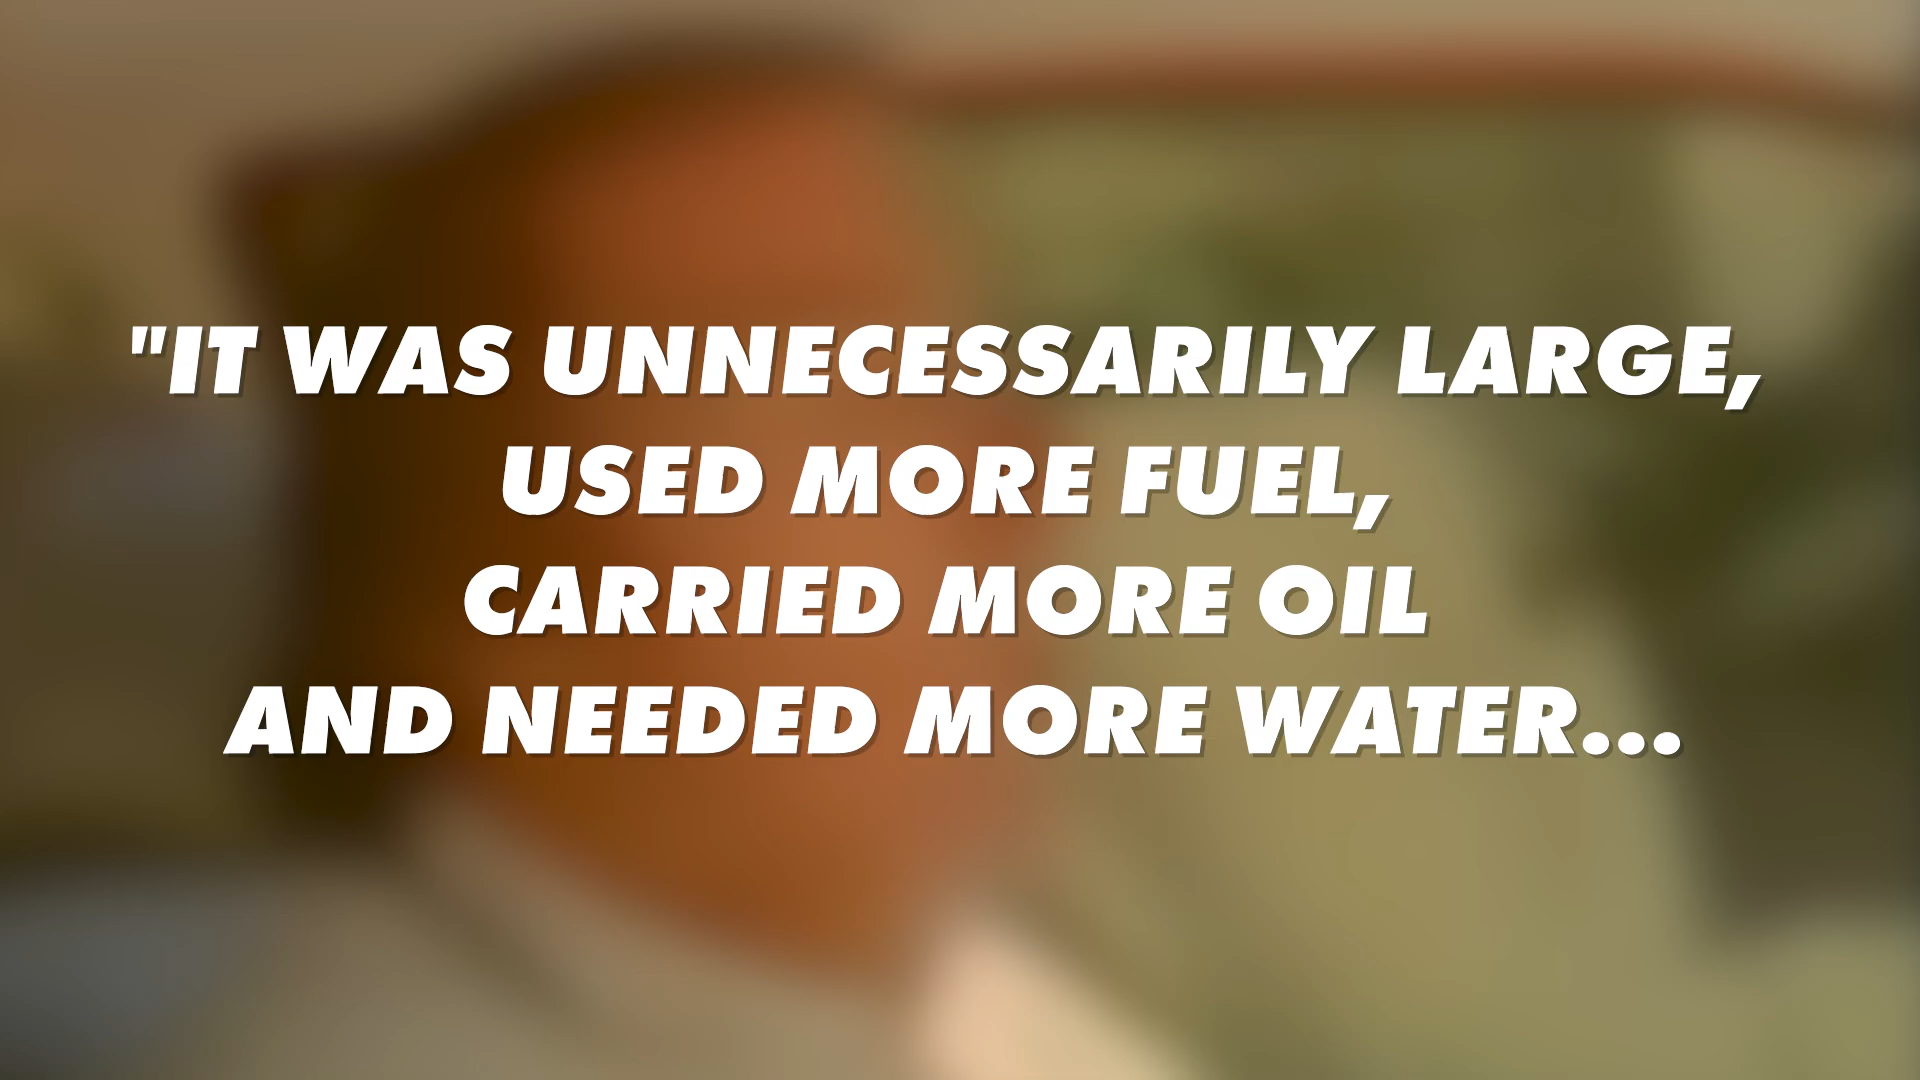 "IT WAS UNNECESSARILY LARGE,
USED MORE FUEL,
CARRIED MORE OIL
AND NEEDED MORE WATER...